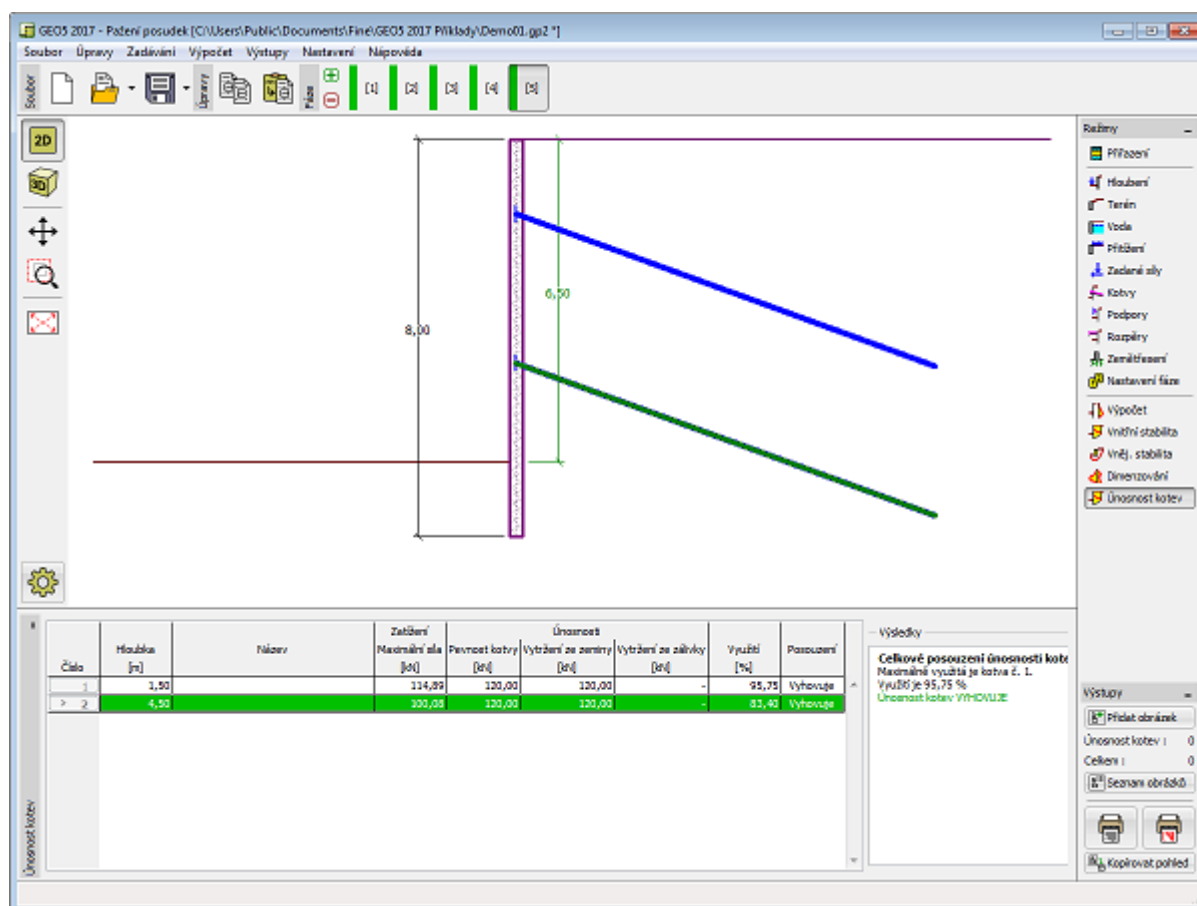 GEO5 2017 - Pažení posudek [C:\Users\Public\Documents\Fine\GEO5 2017 Příklady\Demo01.gp2 *]
Soubor Úpravy Zadávání Výpočet Výstupy Nastavení Nápověda
Soubor
Úpravy
Fáze
[1] [2] [3] [4] [5]
2D
3D
8,00
6,50
Režimy
Přiřazení
Hloubení
Terén
Voda
Přitížení
Zadané síly
Kotvy
Podpory
Rozpěry
Zemětřesení
Nastavení fáze
Výpočet
Vnitřní stabilita
Vněj. stabilita
Dimenzování
Únosnost kotev
Únosnost kotev
Zatížení Únosnosti
Číslo Hloubka Název Maximální síla Pevnost kotvy Vytržení ze zeminy Vytržení ze zálivky Využití Posouzení
[m] [kN] [kN] [kN] [kN] [%]
1 1,50 114,89 120,00 120,00 - 95,75 Vyhovuje
> 2 4,50 100,08 120,00 120,00 - 83,40 Vyhovuje
Výsledky
Celkové posouzení únosnosti kote
Maximálně využitá je kotva č. 1.
Využití je 95,75 %
Únosnost kotev VYHOVUJE
Výstupy
Přidat obrázek
Únosnost kotev : 0
Celkem : 0
Seznam obrázků
Kopírovat pohled